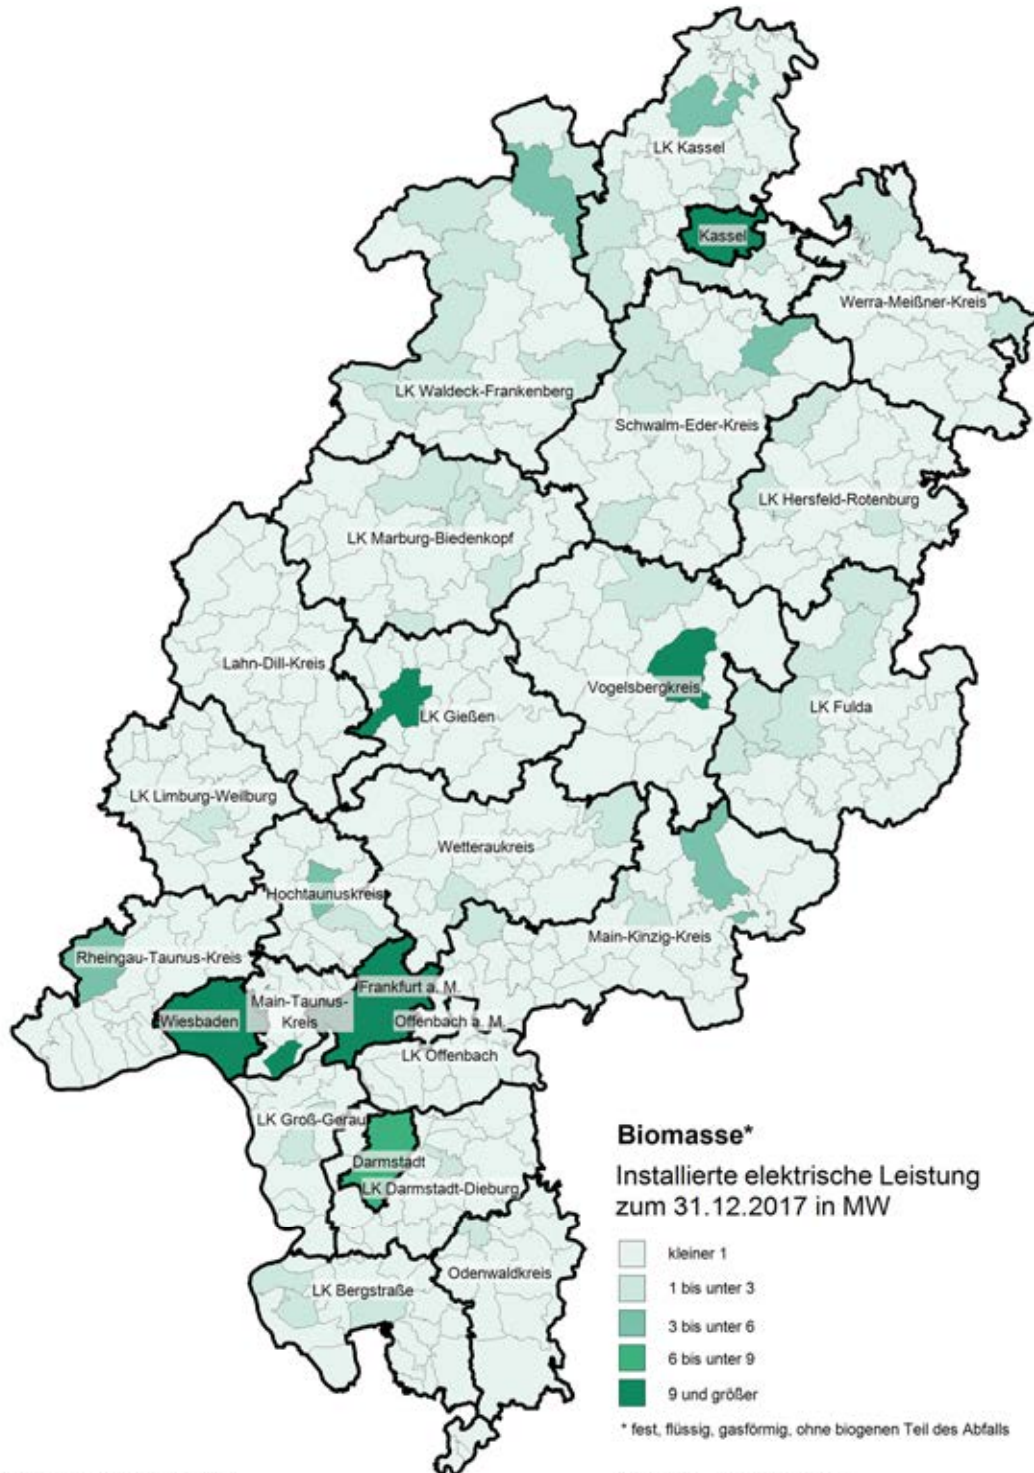 LK Kassel
Kassel
Werra-Meißner-Kreis
LK Waldeck-Frankenberg
Schwalm-Eder-Kreis
LK Hersfeld-Rotenburg
LK Marburg-Biedenkopf
Lahn-Dill-Kreis
Vogelsbergkreis
LK Gießen
LK Fulda
LK Limburg-Weilburg
Wetteraukreis
Hochtaunuskreis
Main-Kinzig-Kreis
Rheingau-Taunus-Kreis
Frankfurt a. M.
Main-Taunus-
Kreis
Wiesbaden
Offenbach a. M.
LK Offenbach
LK Groß-Gerau
Darmstadt
LK Darmstadt-Dieburg
Odenwaldkreis
LK Bergstraße
Biomasse*
Installierte elektrische Leistung
zum 31.12.2017 in MW
kleiner 1
1 bis unter 3
3 bis unter 6
6 bis unter 9
9 und größer
* fest, flüssig, gasförmig, ohne biogenen Teil des Abfalls